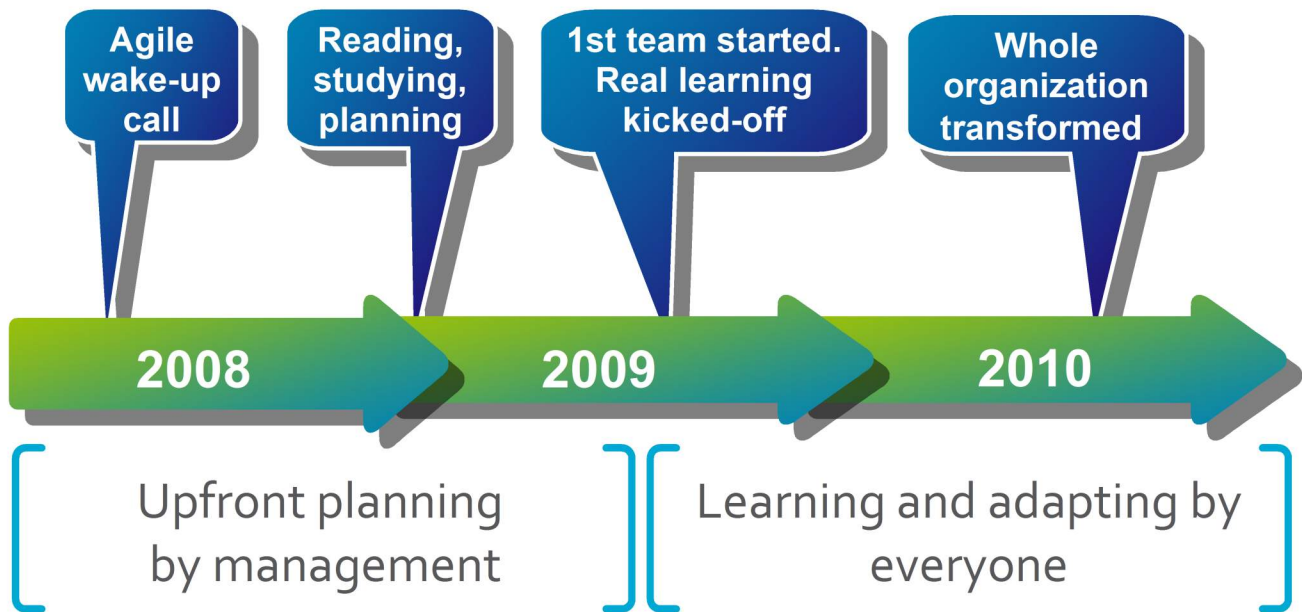 Agile
wake-up
call
Reading,
studying,
planning
1st team started.
Real learning
kicked-off
Whole
organization
transformed
2008
2009
2010
Upfront planning
by management
Learning and adapting by
everyone